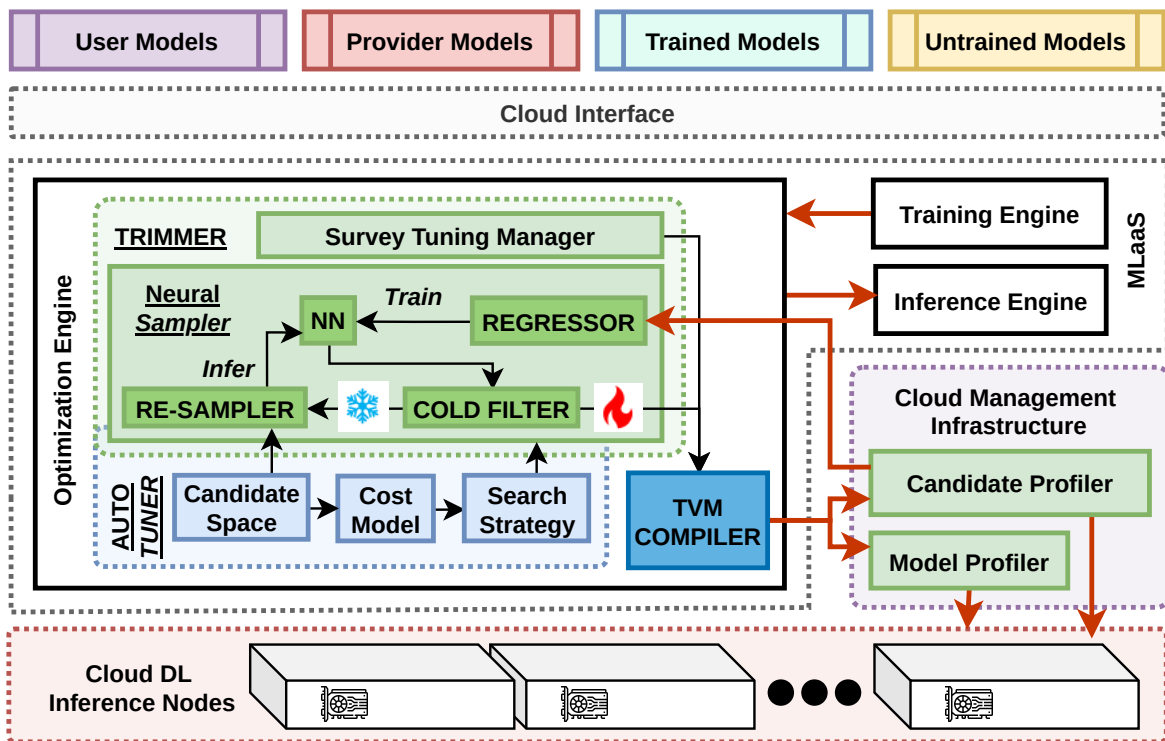 User Models
Provider Models
Trained Models
Untrained Models
Cloud Interface
Optimization Engine
TRIMMER
Survey Tuning Manager
Neural
Sampler
NN
Train
REGRESSOR
Infer
RE-SAMPLER
COLD FILTER
AUTO
TUNER
Candidate
Space
Cost
Model
Search
Strategy
TVM
COMPILER
Training Engine
Inference Engine
MLaaS
Cloud Management
Infrastructure
Candidate Profiler
Model Profiler
Cloud DL
Inference Nodes